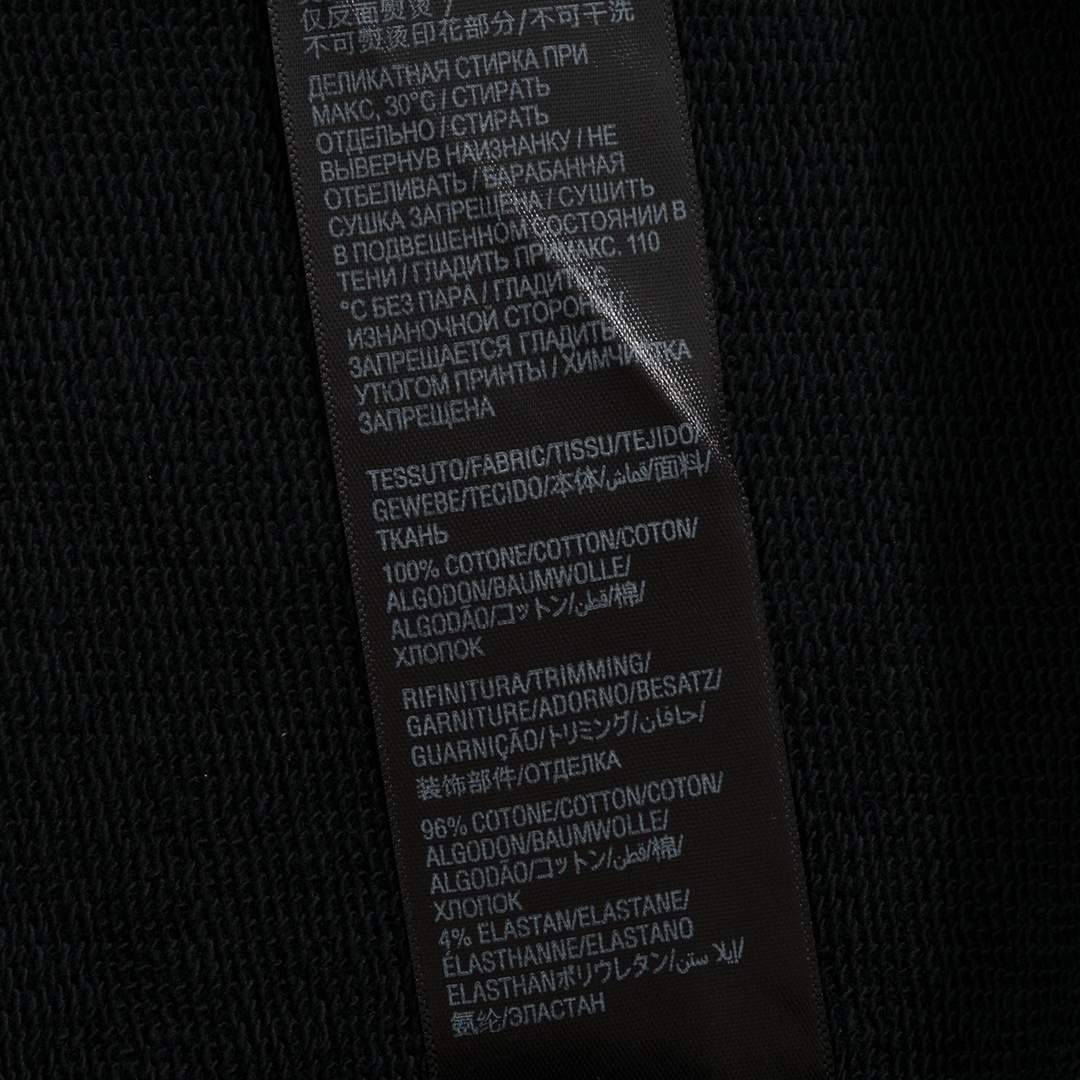 仅反面熨烫/
不可熨烫印花部分/不可干洗
ДЕЛИКАТНАЯ СТИРКА ПРИ
МАКС, 30°C / СТИРАТЬ
ОТДЕЛЬНО / СТИРАТЬ
ВЫВЕРНУВ НАИЗНАНКУ / НЕ
ОТБЕЛИВАТЬ / БАРАБАННАЯ
СУШКА ЗАПРЕЩЕНА / СУШИТЬ
В ПОДВЕШЕННОМ СОСТОЯНИИ В
ТЕНИ / ГЛАДИТЬ ПРИ МАКС. 110
°C БЕЗ ПАРА / ГЛАДИТЬ
ИЗНАНОЧНОЙ СТОРОНЫ/
ЗАПРЕЩАЕТСЯ ГЛАДИТЬ
УТЮГОМ ПРИНТЫ / ХИМЧИСТКА
ЗАПРЕЩЕНА
TESSUTO/FABRIC/TISSU/TEJIDO/
GEWEBE/TECIDO/本体/قماش/面料/
ТКАНЬ
100% COTONE/COTTON/COTON/
ALGODON/BAUMWOLLE/
ALGODÃO/コットン/قطن/棉/
ХЛОПОК
RIFINITURA/TRIMMING/
GARNITURE/ADORNO/BESATZ/
GUARNIÇÃO/トリミング/حافات/
装饰部件/ОТДЕЛКА
96% COTONE/COTTON/COTON/
ALGODON/BAUMWOLLE/
ALGODÃO/コットン/قطن/棉/
ХЛОПОК
4% ELASTAN/ELASTANE/
ÉLASTHANNE/ELASTANO
ELASTHANポリウレタン/إيلا ستن/
氨纶/ЭЛАСТАН